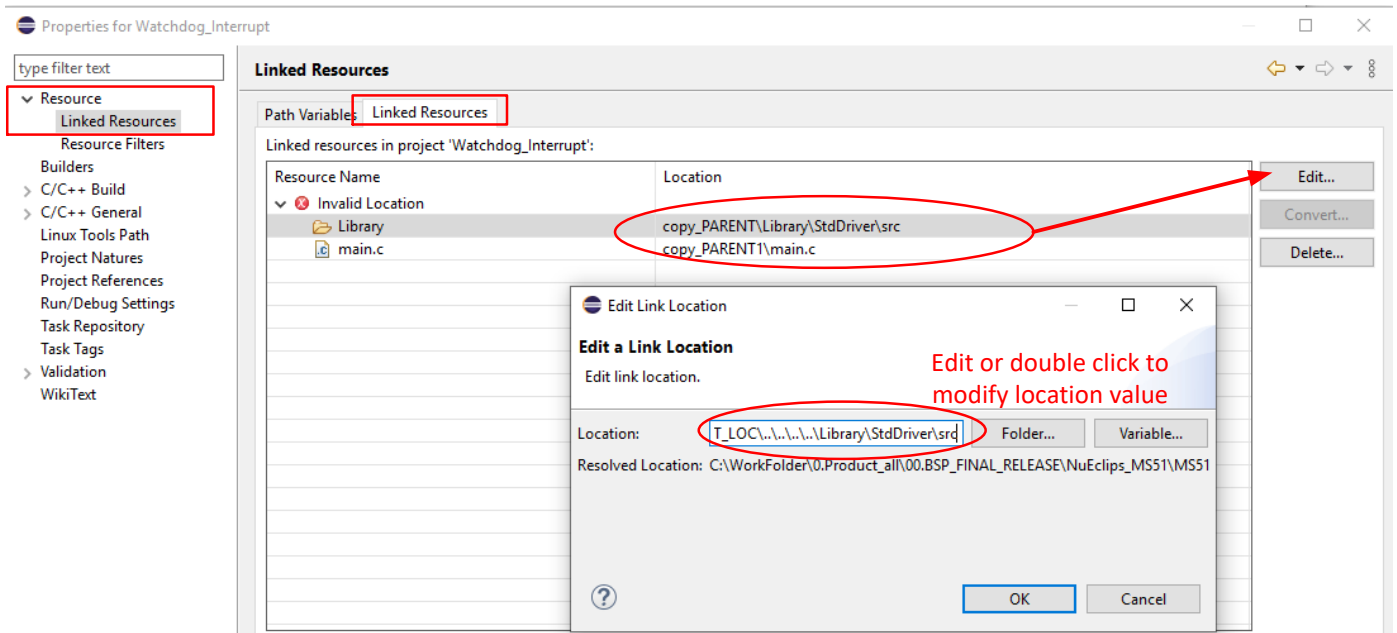 Properties for Watchdog_Interrupt
type filter text
Resource
Linked Resources
Resource Filters
Builders
C/C++ Build
C/C++ General
Linux Tools Path
Project Natures
Project References
Run/Debug Settings
Task Repository
Task Tags
Validation
WikiText
Linked Resources
Path Variables Linked Resources
Linked resources in project 'Watchdog_Interrupt':
Resource Name Location
Invalid Location
Library copy_PARENT\Library\StdDriver\src
main.c copy_PARENT1\main.c
Edit...
Convert...
Delete...
Edit Link Location
Edit a Link Location
Edit link location.
Edit or double click to
modify location value
Location: T_LOC\..\..\..\..\Library\StdDriver\src Folder... Variable...
Resolved Location: C:\WorkFolder\0.Product_all\00.BSP_FINAL_RELEASE\NuEclips_MS51\MS51
OK Cancel